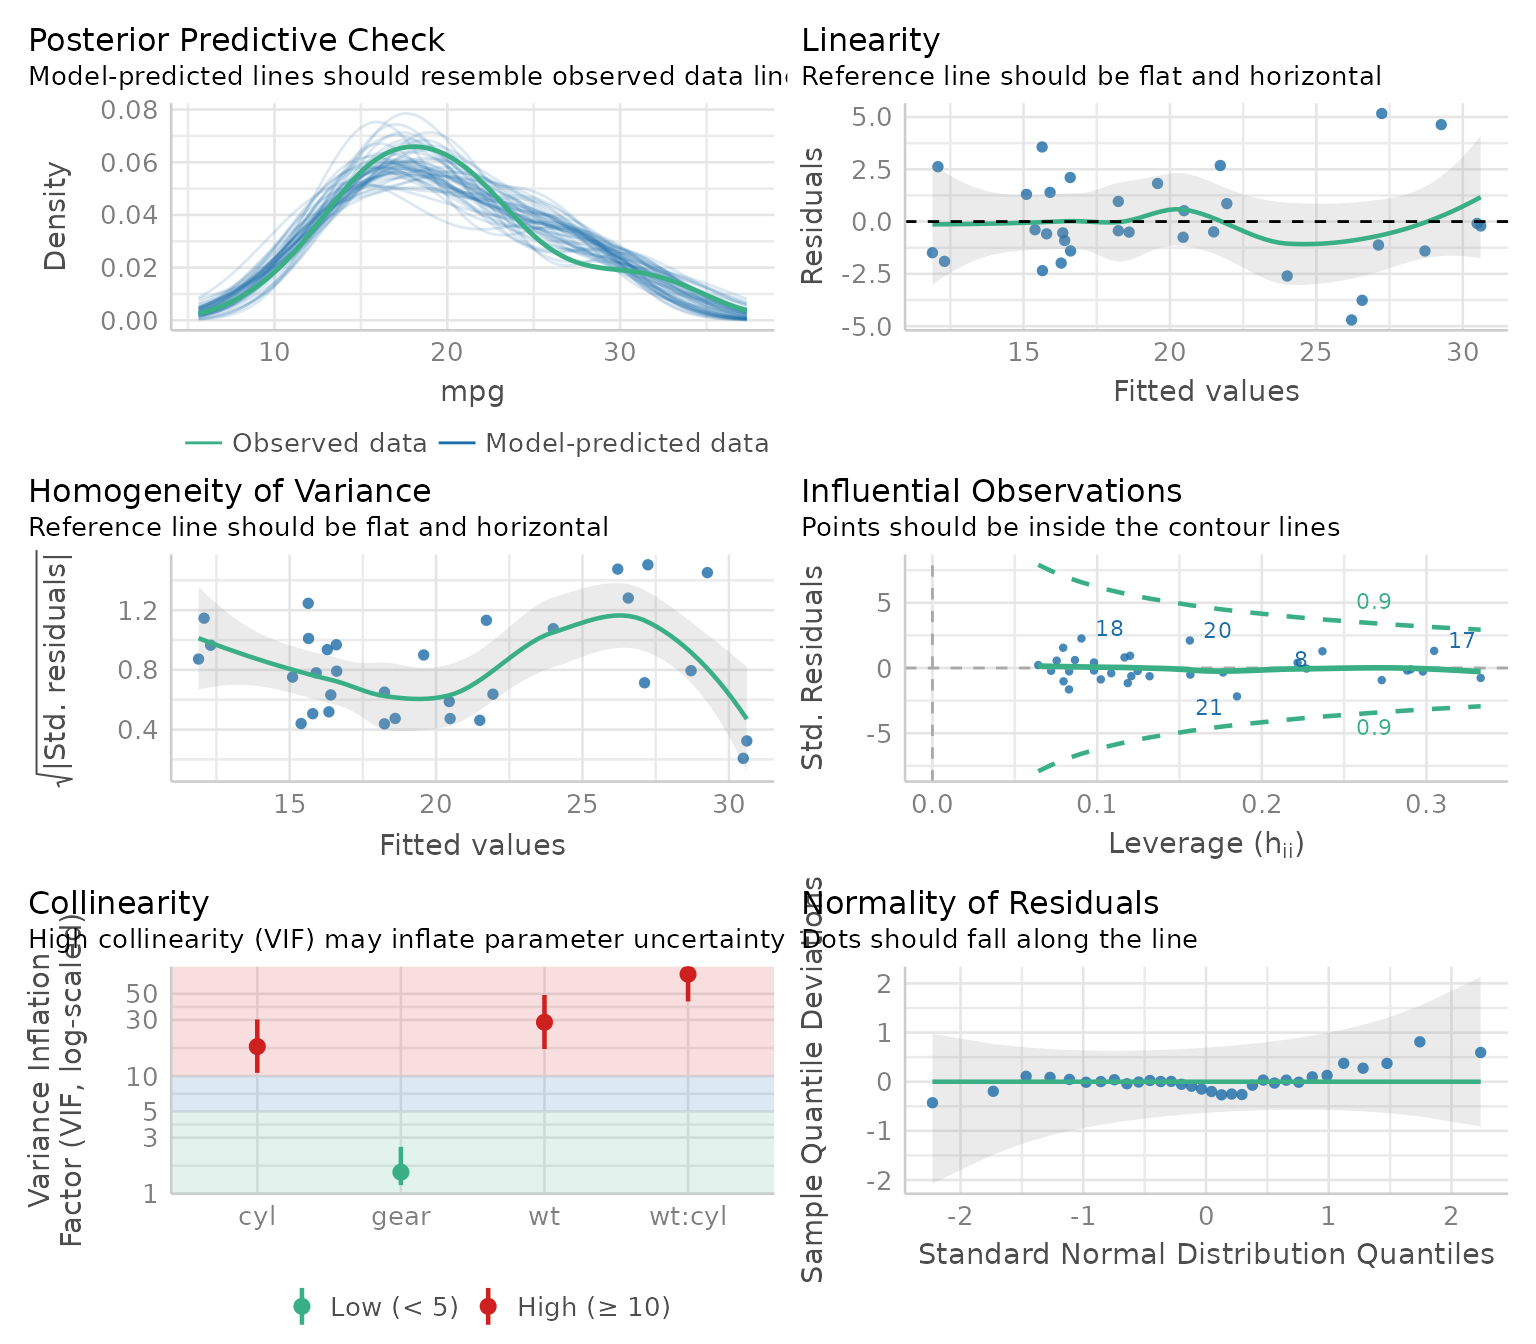 Posterior Predictive Check
Model-predicted lines should resemble observed data
0.08
0.06
0.04
0.02
0.00
Density
10 20 30
mpg
Observed data Model-predicted data
Linearity
Reference line should be flat and horizontal
5.0
2.5
0.0
-2.5
-5.0
Residuals
15 20 25 30
Fitted values
Homogeneity of Variance
Reference line should be flat and horizontal
1.2
0.8
0.4
√|Std. residuals|
15 20 25 30
Fitted values
Influential Observations
Points should be inside the contour lines
5
0
-5
Std. Residuals
0.9
18
20
17
8
21
0.9
0.0 0.1 0.2 0.3
Leverage (hii)
Collinearity
High collinearity (VIF) may inflate parameter uncertainty
50
30
10
5
3
1
Variance Inflation
Factor (VIF, log-scaled)
cyl gear wt wt:cyl
Low (< 5) High (≥ 10)
Normality of Residuals
Dots should fall along the line
2
1
0
-1
-2
Sample Quantile Deviations
-2 -1 0 1 2
Standard Normal Distribution Quantiles